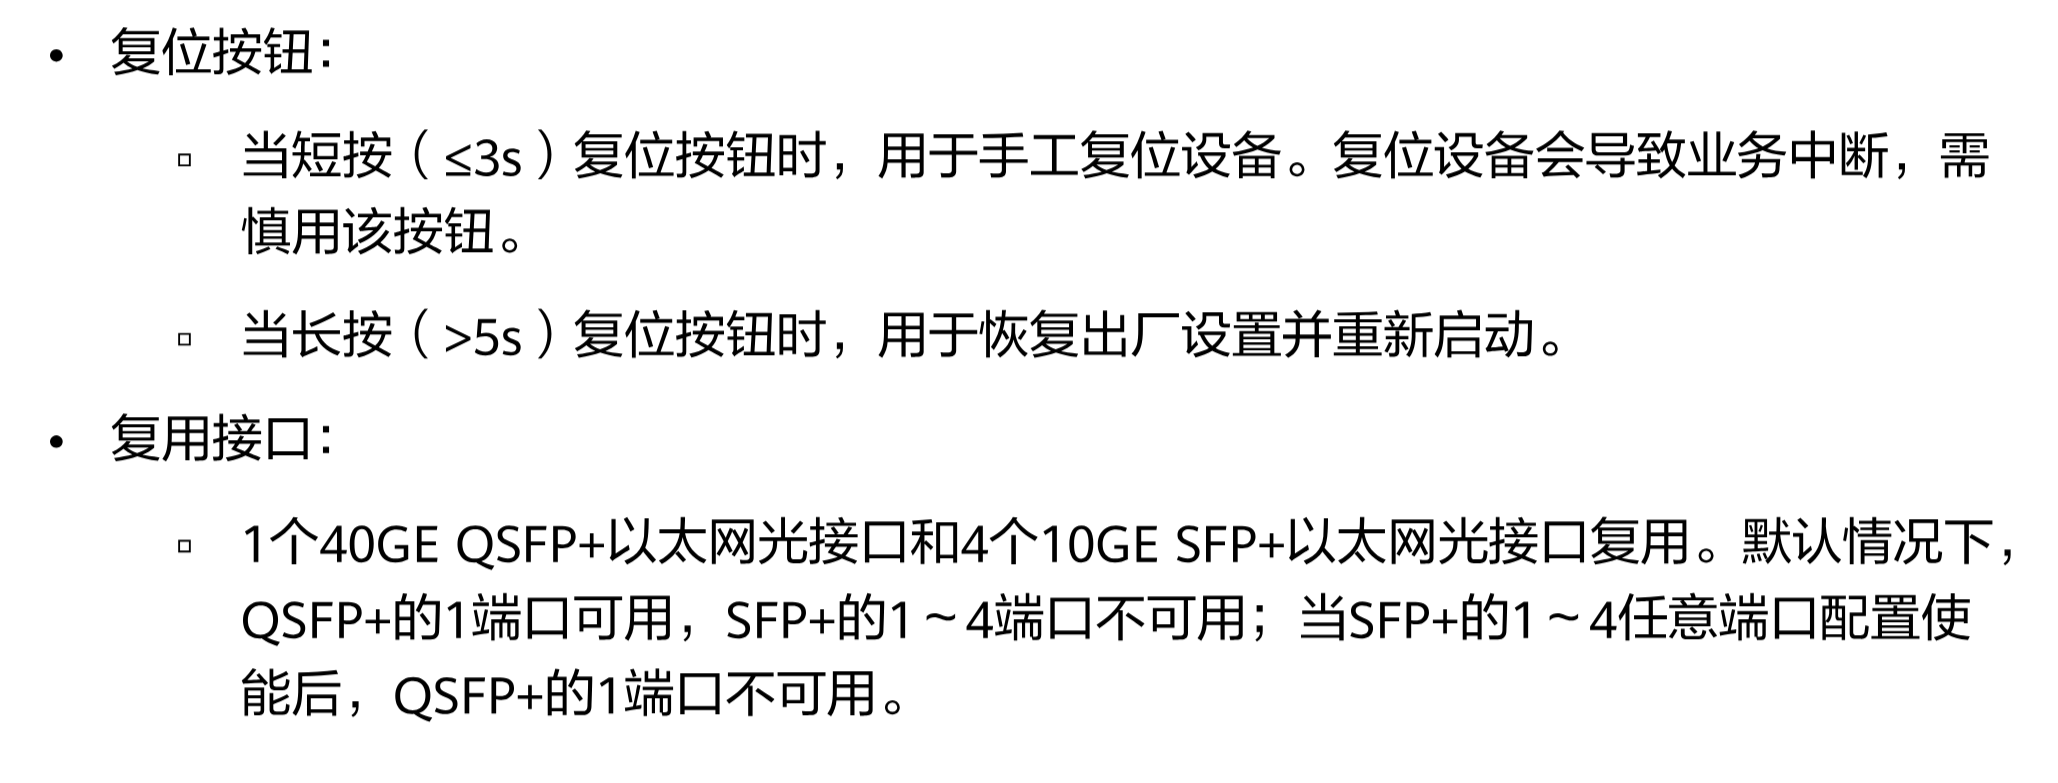 • 复位按钮：
▫ 当短按（≤3s）复位按钮时，用于手工复位设备。复位设备会导致业务中断，需
慎用该按钮。
▫ 当长按（>5s）复位按钮时，用于恢复出厂设置并重新启动。
• 复用接口：
▫ 1个40GE QSFP+以太网光接口和4个10GE SFP+以太网光接口复用。默认情况下，
QSFP+的1端口可用，SFP+的1～4端口不可用；当SFP+的1～4任意端口配置使
能后，QSFP+的1端口不可用。